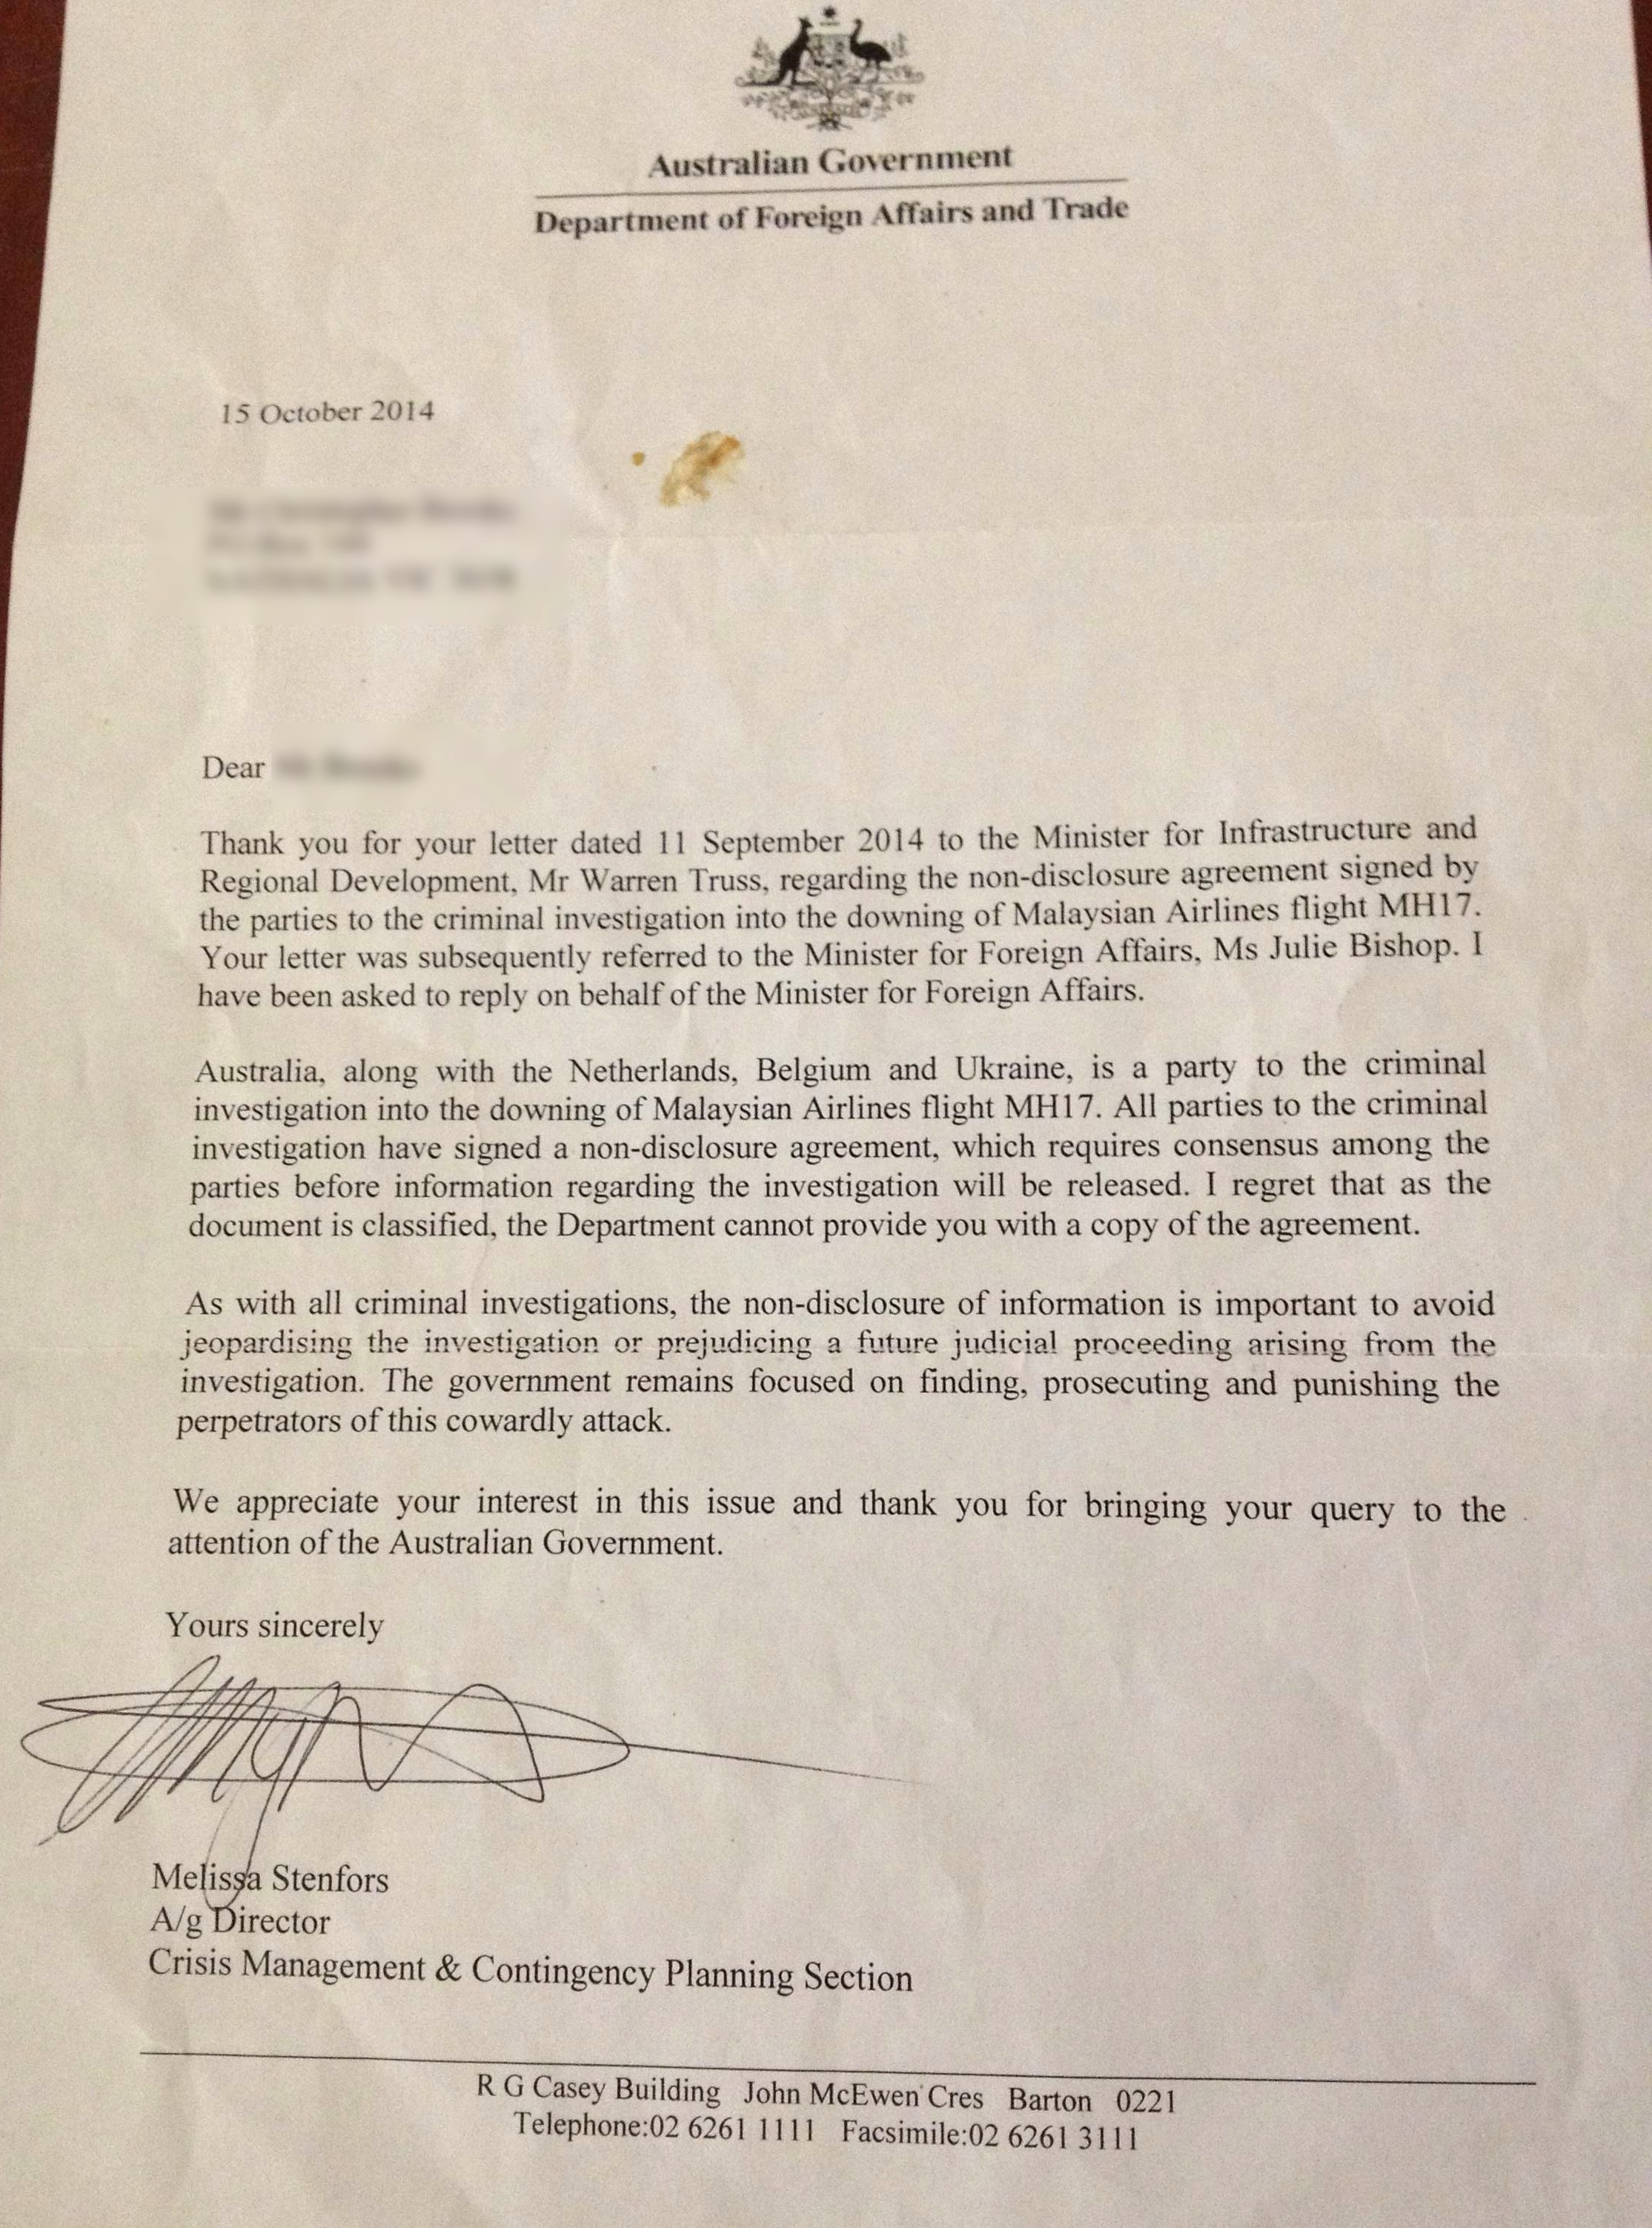 Australian Government
Department of Foreign Affairs and Trade
15 October 2014
Dear
Thank you for your letter dated 11 September 2014 to the Minister for Infrastructure and
Regional Development, Mr Warren Truss, regarding the non-disclosure agreement signed by
the parties to the criminal investigation into the downing of Malaysian Airlines flight MH17.
Your letter was subsequently referred to the Minister for Foreign Affairs, Ms Julie Bishop. I
have been asked to reply on behalf of the Minister for Foreign Affairs.
Australia, along with the Netherlands, Belgium and Ukraine, is a party to the criminal
investigation into the downing of Malaysian Airlines flight MH17. All parties to the criminal
investigation have signed a non-disclosure agreement, which requires consensus among the
parties before information regarding the investigation will be released. I regret that as the
document is classified, the Department cannot provide you with a copy of the agreement.
As with all criminal investigations, the non-disclosure of information is important to avoid
jeopardising the investigation or prejudicing a future judicial proceeding arising from the
investigation. The government remains focused on finding, prosecuting and punishing the
perpetrators of this cowardly attack.
We appreciate your interest in this issue and thank you for bringing your query to the
attention of the Australian Government.
Yours sincerely
Melissa Stenfors
A/g Director
Crisis Management & Contingency Planning Section
R G Casey Building John McEwen Cres Barton 0221
Telephone:02 6261 1111 Facsimile:02 6261 3111